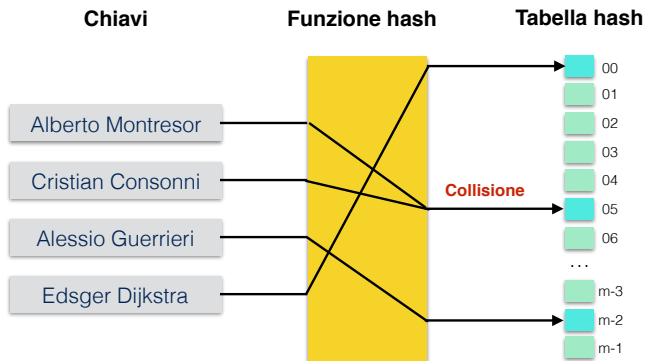 Chiavi
Funzione hash
Tabella hash
Alberto Montresor
Cristian Consonni
Alessio Guerrieri
Edsger Dijkstra
Collisione
00
01
02
03
04
05
06
...
m-3
m-2
m-1